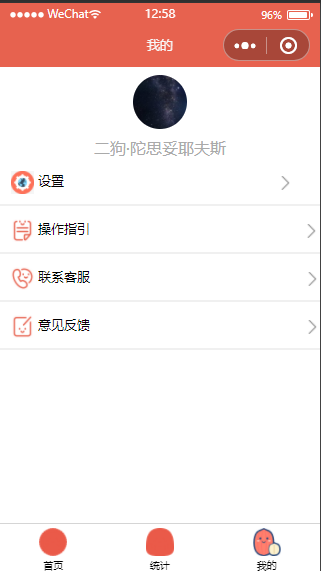 WeChat 12:58 96%
我的
二狗·陀思妥耶夫斯
设置
操作指引
联系客服
意见反馈
首页 统计 我的